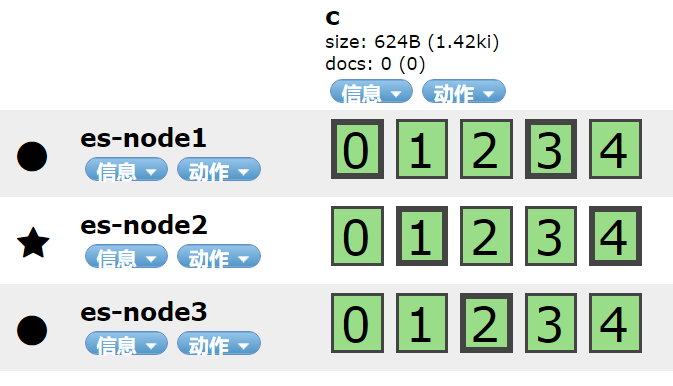 c
size: 624B (1.42ki)
docs: 0 (0)
信息 动作
es-node1
信息 动作
0 1 2 3 4
es-node2
信息 动作
0 1 2 3 4
es-node3
信息 动作
0 1 2 3 4